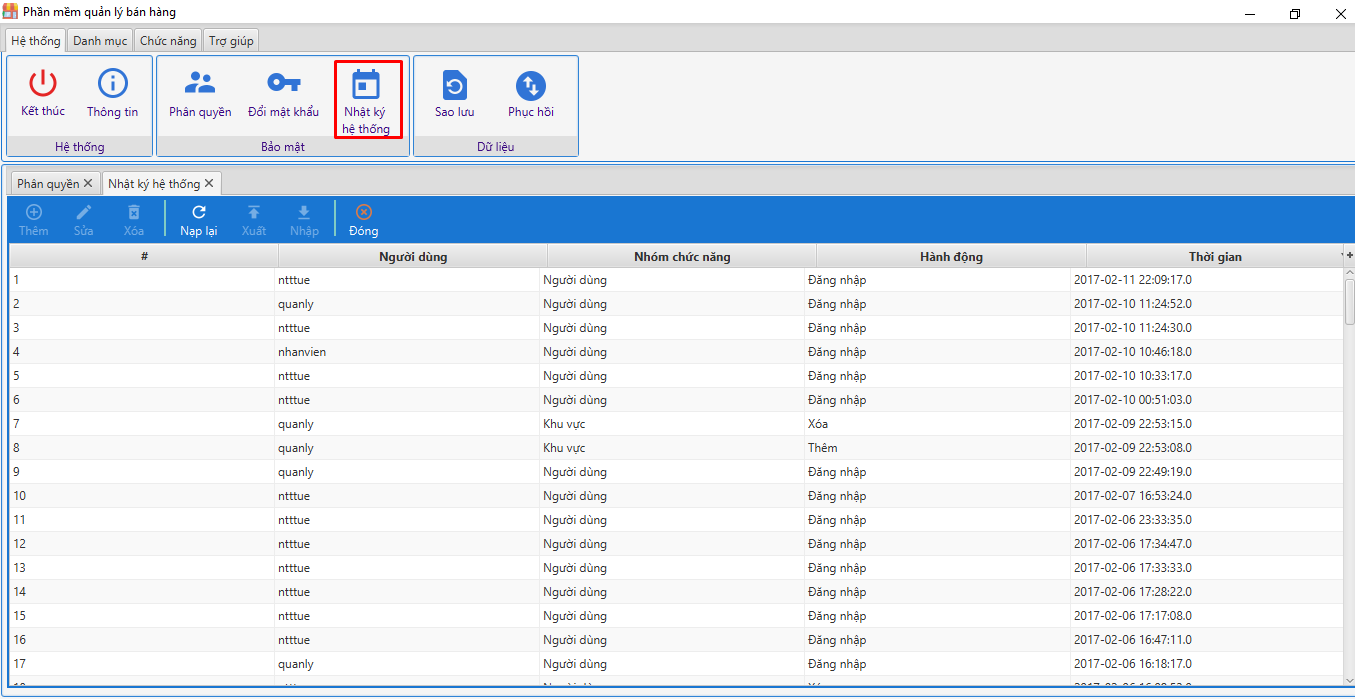 Phần mềm quản lý bán hàng
Hệ thống Danh mục Chức năng Trợ giúp
Kết thúc Thông tin Phân quyền Đổi mật khẩu Nhật ký Sao lưu Phục hồi
hệ thống
Hệ thống Bảo mật Dữ liệu
Phân quyền Nhật ký hệ thống
Thêm Sửa Xóa Nạp lại Xuất Nhập Đóng
# Người dùng Nhóm chức năng Hành động Thời gian
1 ntttue Người dùng Đăng nhập 2017-02-11 22:09:17.0
2 quanly Người dùng Đăng nhập 2017-02-10 11:24:52.0
3 ntttue Người dùng Đăng nhập 2017-02-10 11:24:30.0
4 nhanvien Người dùng Đăng nhập 2017-02-10 10:46:18.0
5 ntttue Người dùng Đăng nhập 2017-02-10 10:33:17.0
6 ntttue Người dùng Đăng nhập 2017-02-10 00:51:03.0
7 quanly Khu vực Xóa 2017-02-09 22:53:15.0
8 quanly Khu vực Thêm 2017-02-09 22:53:08.0
9 quanly Người dùng Đăng nhập 2017-02-09 22:49:19.0
10 ntttue Người dùng Đăng nhập 2017-02-07 16:53:24.0
11 ntttue Người dùng Đăng nhập 2017-02-06 23:33:35.0
12 ntttue Người dùng Đăng nhập 2017-02-06 17:34:47.0
13 ntttue Người dùng Đăng nhập 2017-02-06 17:33:33.0
14 ntttue Người dùng Đăng nhập 2017-02-06 17:28:22.0
15 ntttue Người dùng Đăng nhập 2017-02-06 17:17:08.0
16 ntttue Người dùng Đăng nhập 2017-02-06 16:47:11.0
17 quanly Người dùng Đăng nhập 2017-02-06 16:18:17.0